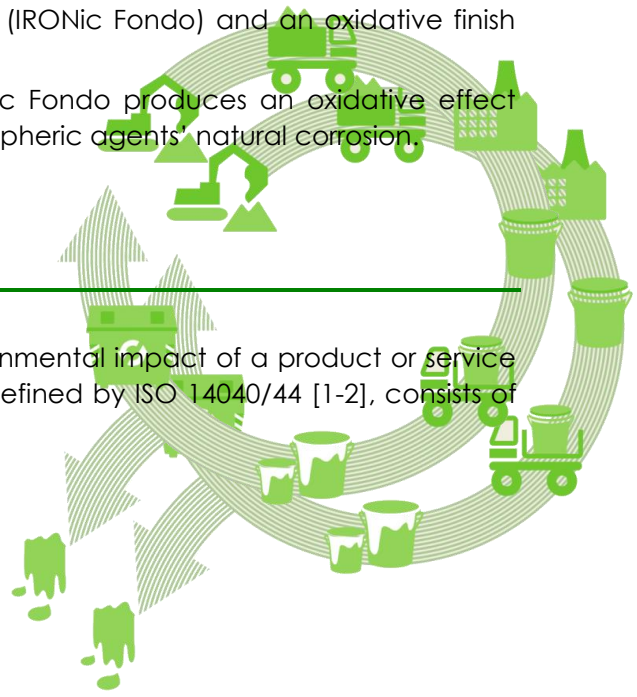 (IRONic Fondo) and an oxidative finish
c Fondo produces an oxidative effect
pheric agents' natural corrosion.
nmental impact of a product or service
efined by ISO 14040/44 [1-2], consists of